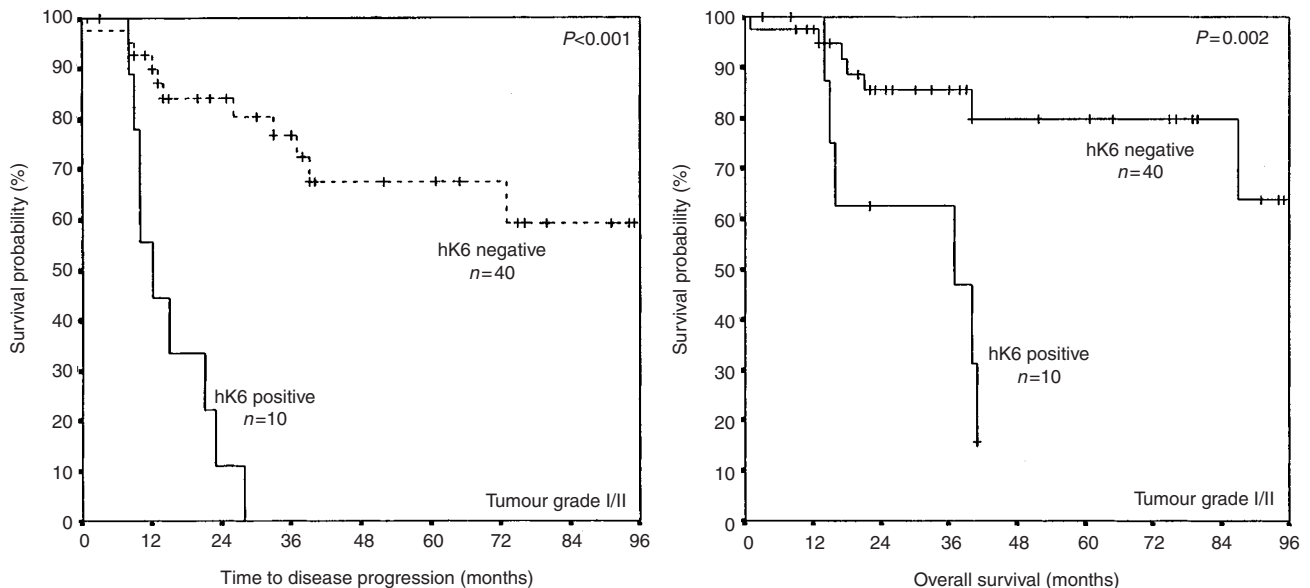 P<0.001
100
90
80
70
60
50
40
30
20
10
0
Survival probability (%)
hK6 negative
n=40
hK6 positive
n=10
Tumour grade I/II
0 12 24 36 48 60 72 84 96
Time to disease progression (months)
P=0.002
100
90
80
70
60
50
40
30
20
10
0
Survival probability (%)
hK6 negative
n=40
hK6 positive
n=10
Tumour grade I/II
0 12 24 36 48 60 72 84 96
Overall survival (months)